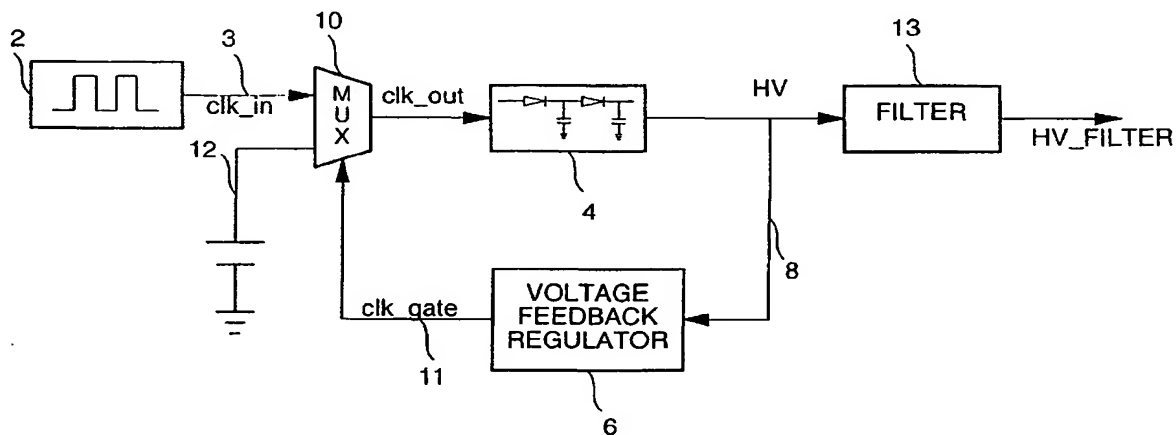 2
3
10
13
clk_in
MUX
clk_out
HV
FILTER
HV_FILTER
12
4
8
clk_gate
VOLTAGE
FEEDBACK
REGULATOR
11
6